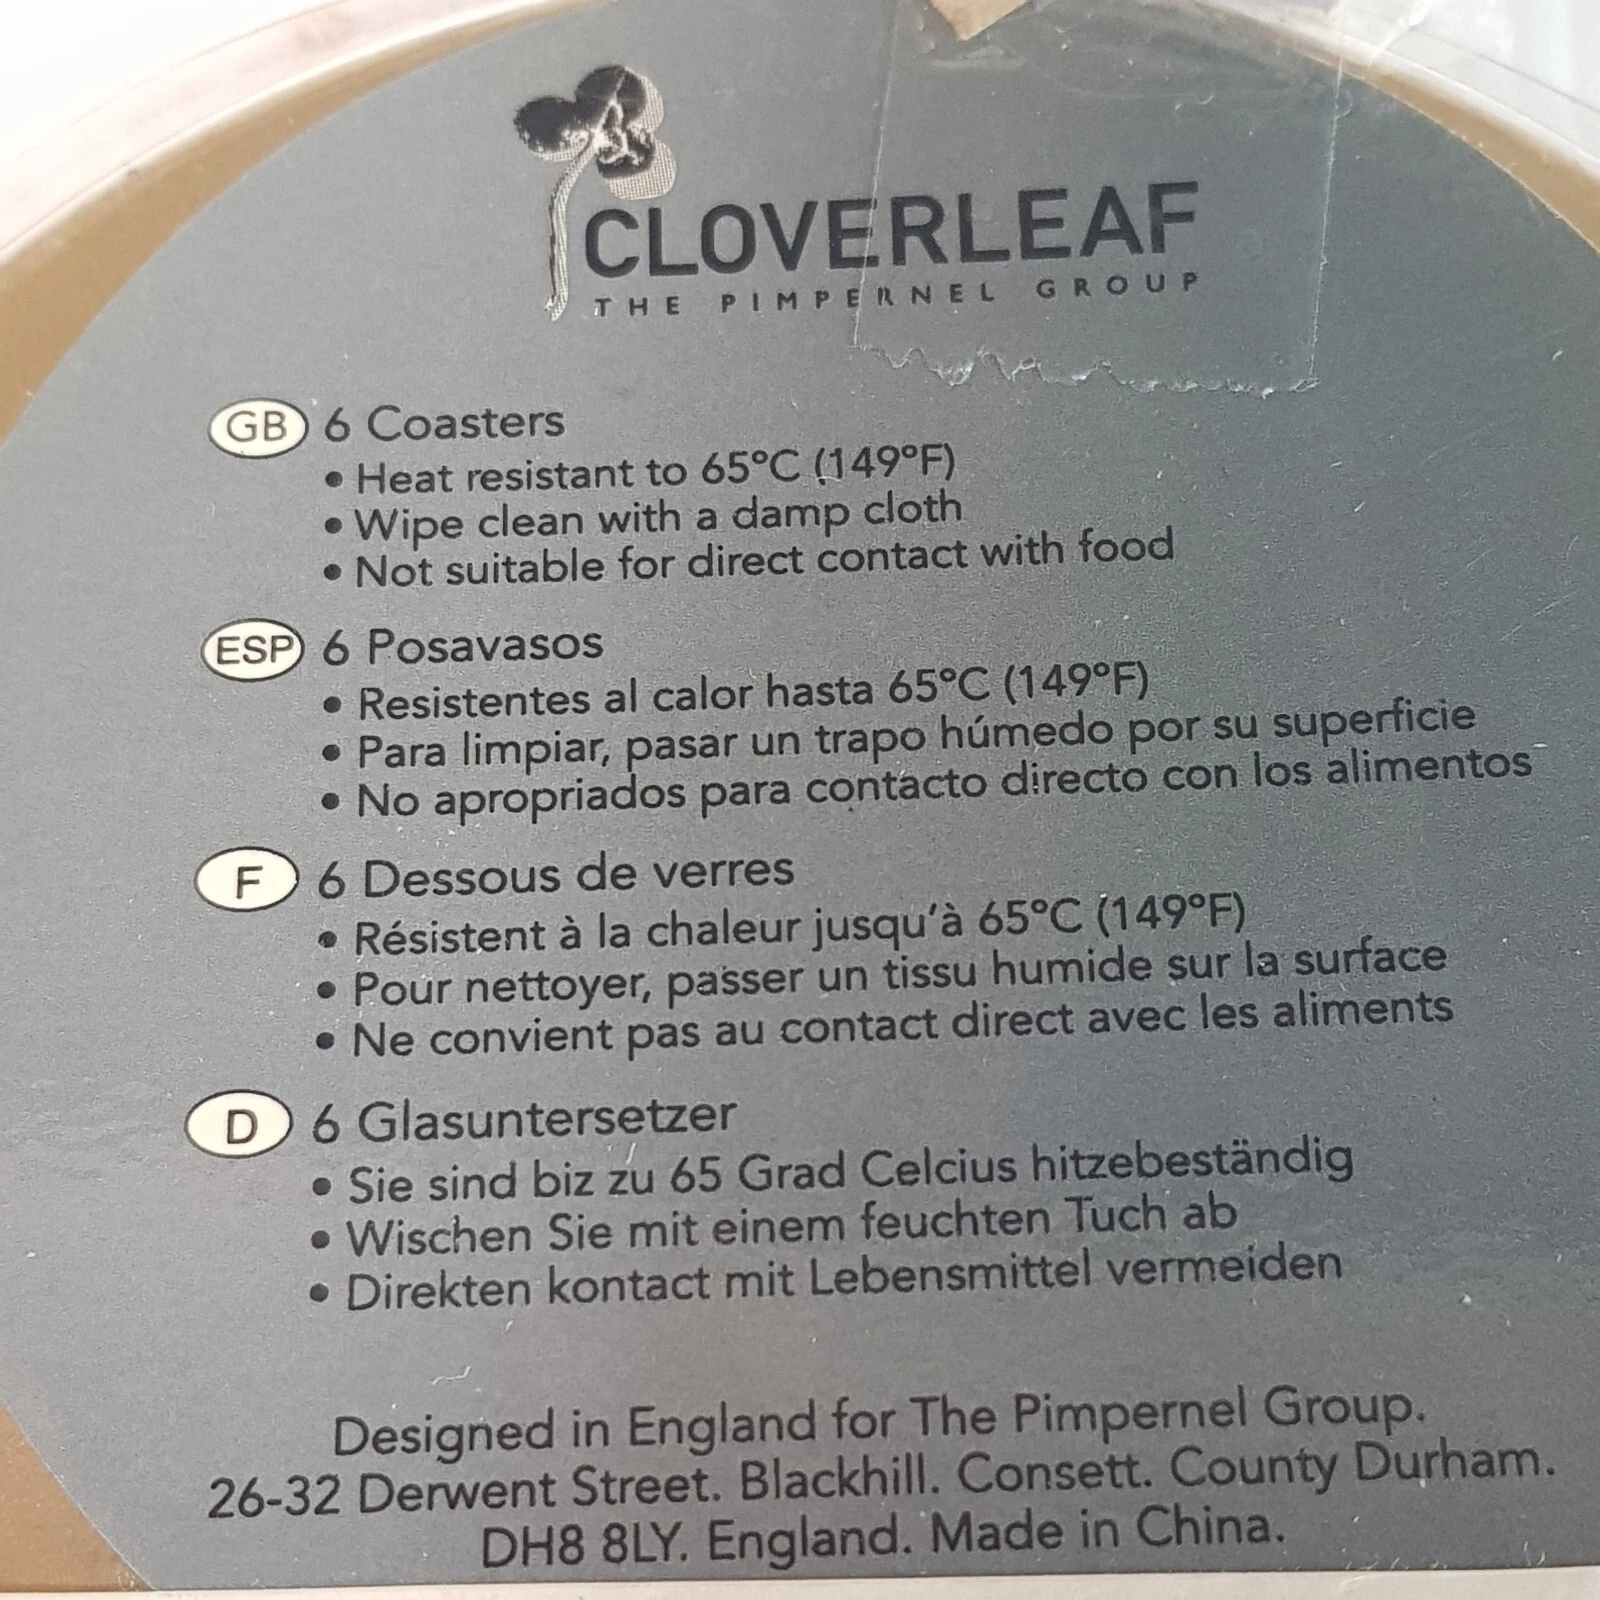 CLOVERLEAF
THE PIMPERNEL GROUP
GB 6 Coasters
• Heat resistant to 65°C (149°F)
• Wipe clean with a damp cloth
• Not suitable for direct contact with food
ESP 6 Posavasos
• Resistentes al calor hasta 65°C (149°F)
• Para limpiar, pasar un trapo húmedo por su superficie
• No apropriados para contacto directo con los alimentos
F 6 Dessous de verres
• Résistent à la chaleur jusqu'à 65°C (149°F)
• Pour nettoyer, passer un tissu humide sur la surface
• Ne convient pas au contact direct avec les aliments
D 6 Glasuntersetzer
• Sie sind biz zu 65 Grad Celcius hitzebeständig
• Wischen Sie mit einem feuchten Tuch ab
• Direkten kontact mit Lebensmittel vermeiden
Designed in England for The Pimpernel Group.
26-32 Derwent Street. Blackhill. Consett. County Durham.
DH8 8LY. England. Made in China.